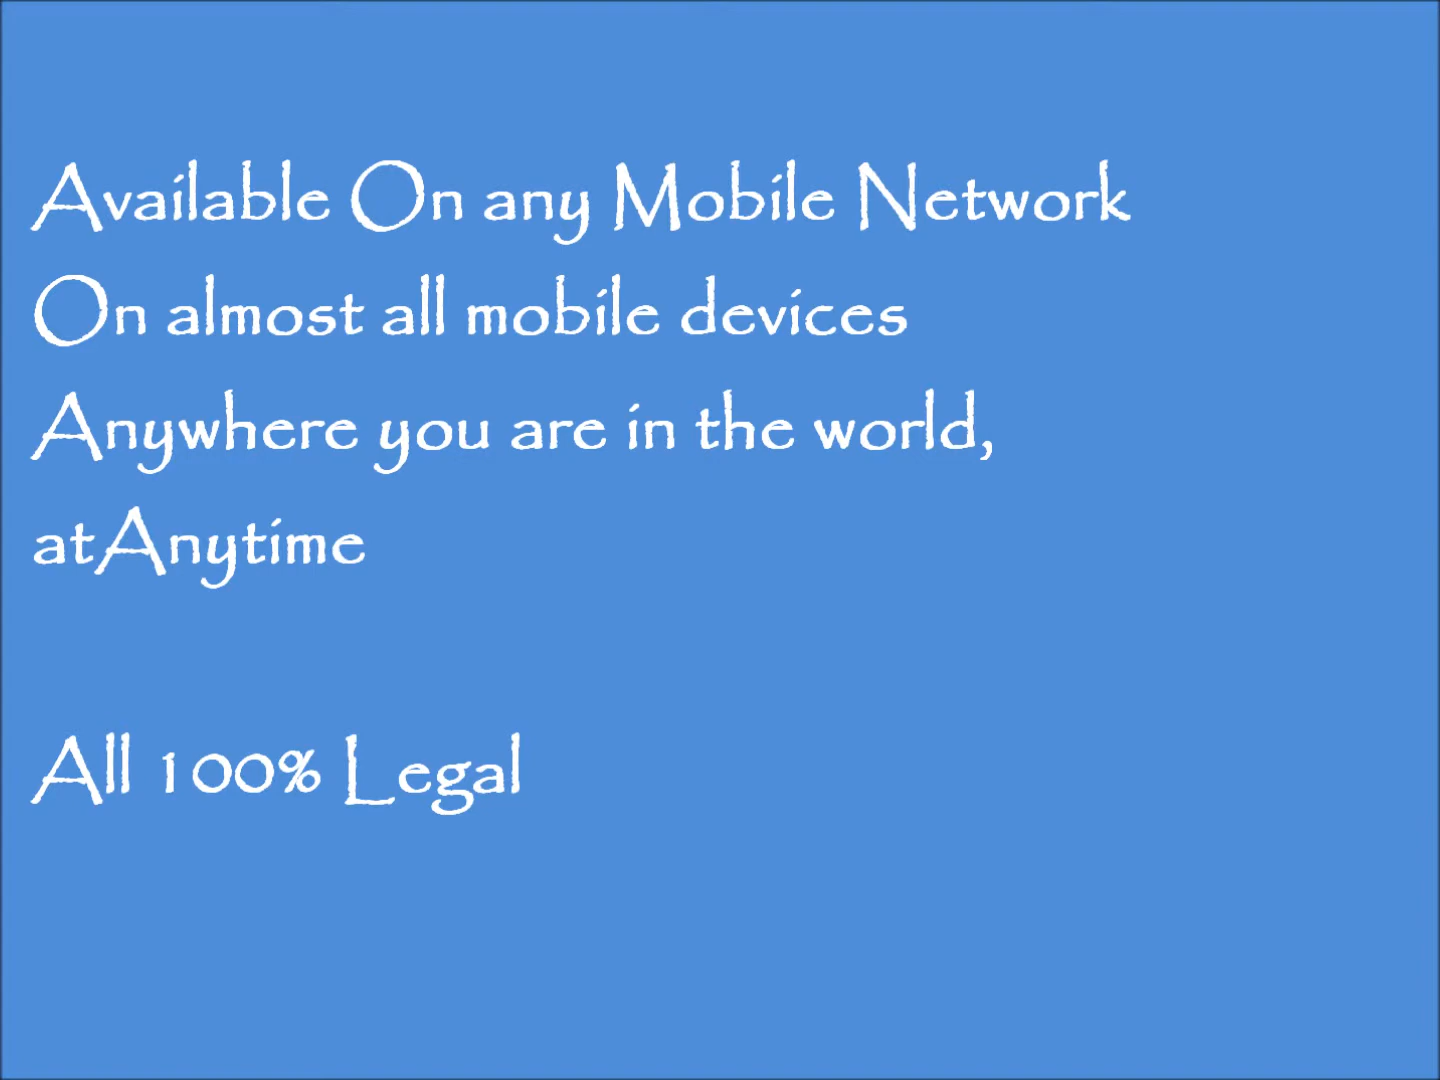 Available On any Mobile Network
On almost all mobile devices
Anywhere you are in the world,
atAnytime
All 100% Legal